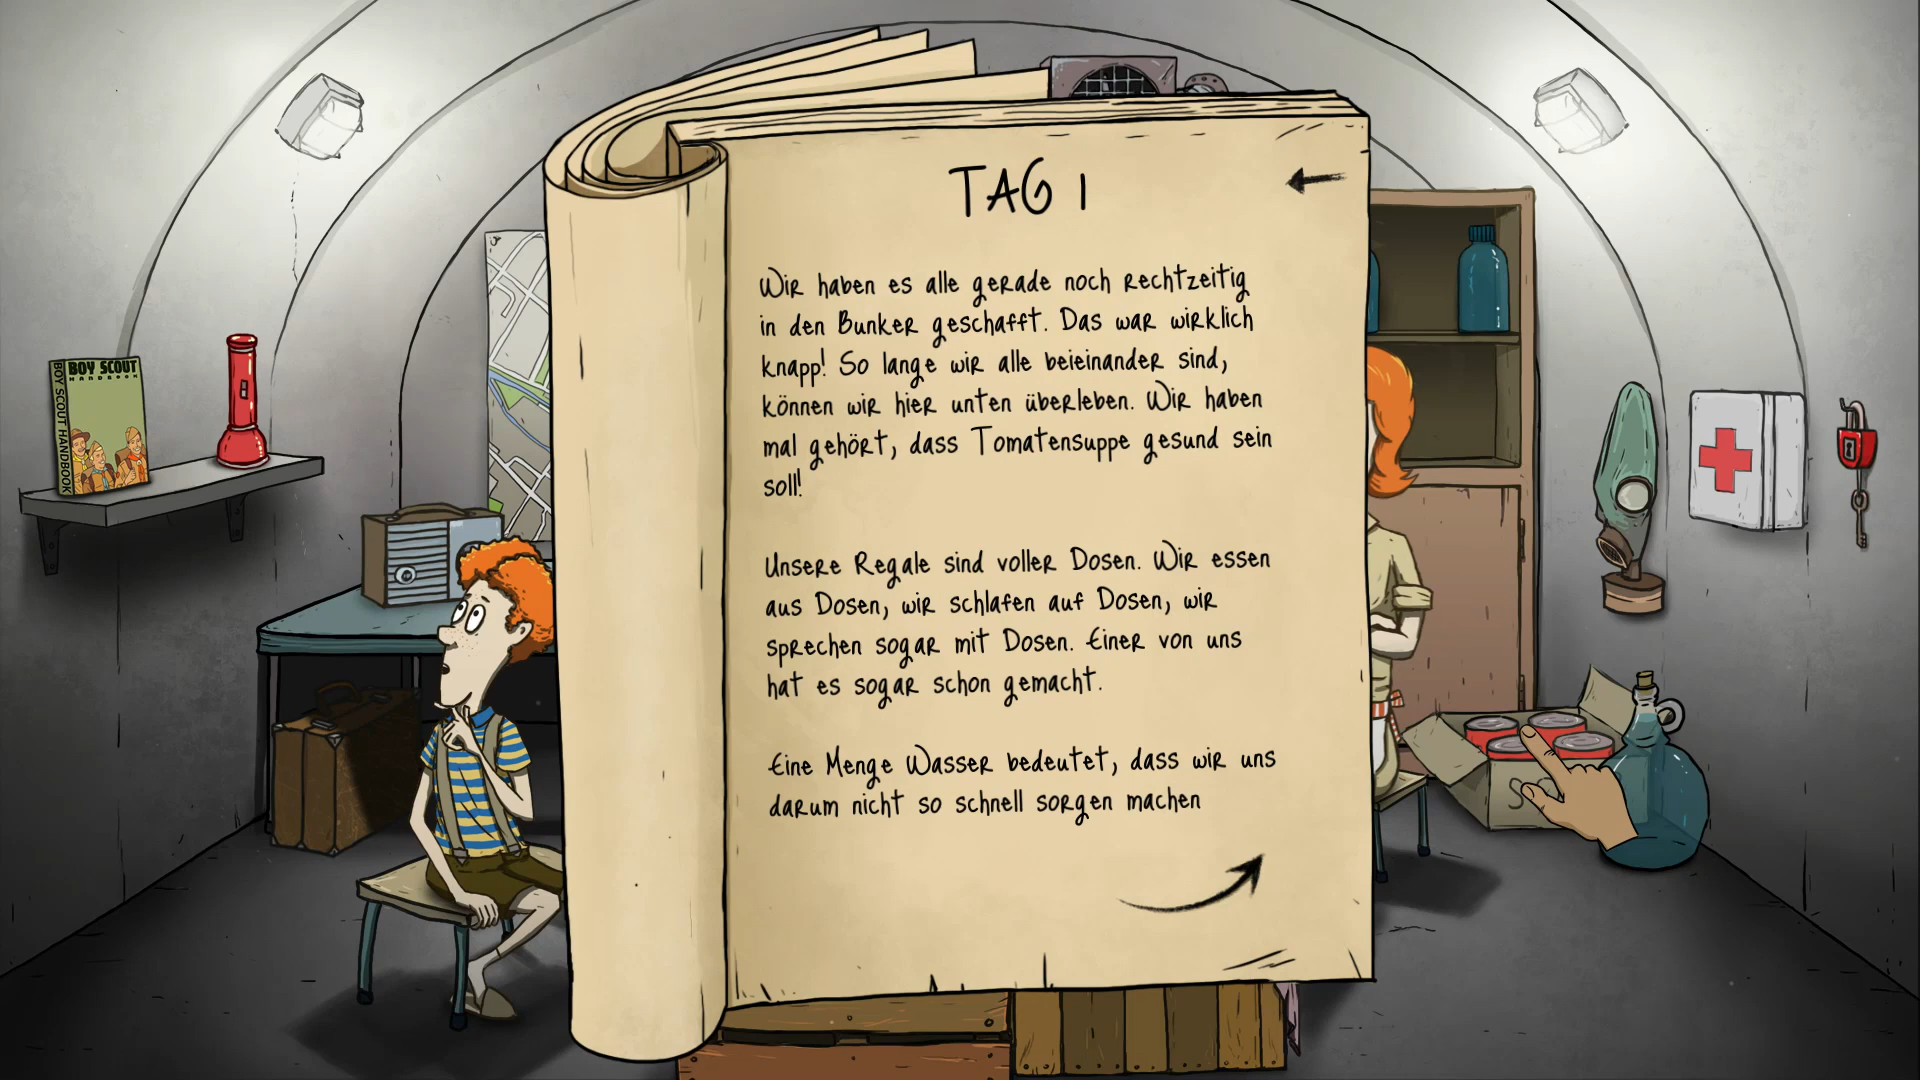 TAG 1
Wir haben es alle gerade noch rechtzeitig
in den Bunker geschafft. Das war wirklich
knapp! So lange wir alle beieinander sind,
können wir hier unten überleben. Wir haben
mal gehört, dass Tomatensuppe gesund sein
soll!
Unsere Regale sind voller Dosen. Wir essen
aus Dosen, wir schlafen auf Dosen, wir
sprechen sogar mit Dosen. Einer von uns
hat es sogar schon gemacht.
Eine Menge Wasser bedeutet, dass wir uns
darum nicht so schnell sorgen machen
BOY SCOUT
HANDBOOK
BOY SCOUT HANDBOOK